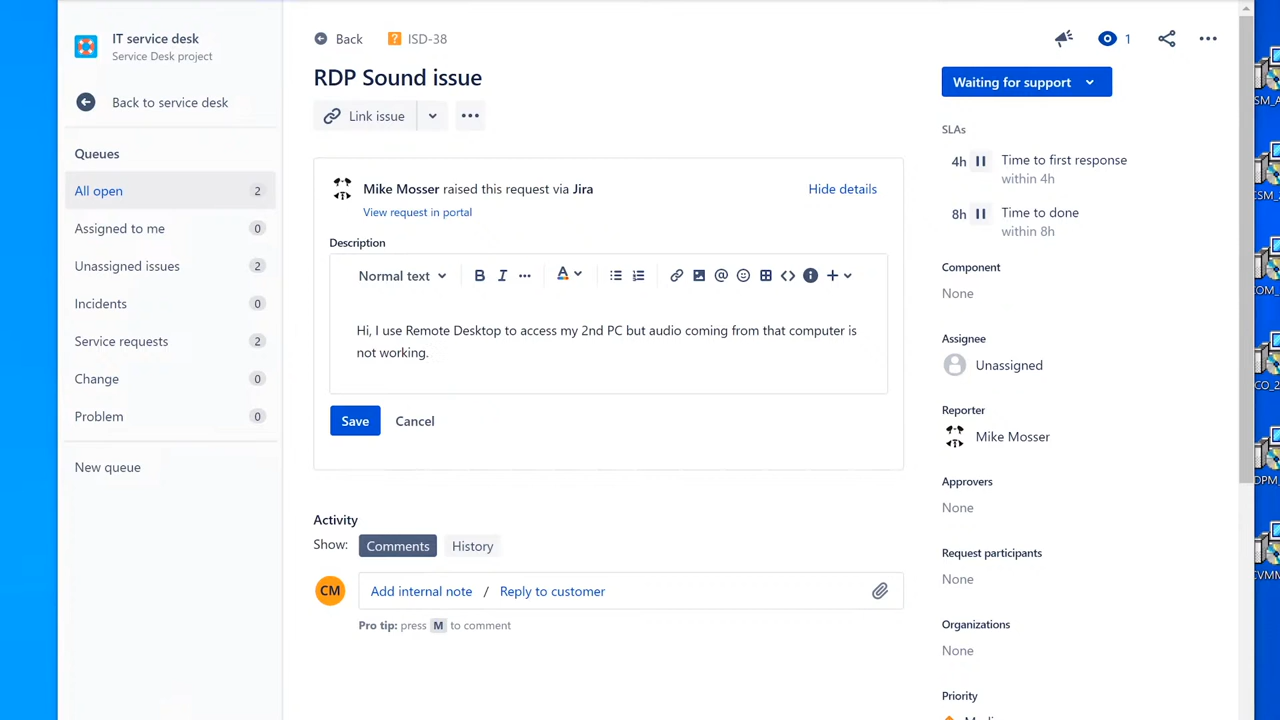 IT service desk
Service Desk project
Back to service desk
Queues
All open 2
Assigned to me 0
Unassigned issues 2
Incidents 0
Service requests 2
Change 0
Problem 0
New queue
Back ISD-38
1
RDP Sound issue
Link issue
Mike Mosser raised this request via Jira
Hide details
View request in portal
Description
Normal text B I A
Hi, I use Remote Desktop to access my 2nd PC but audio coming from that computer is
not working.
Save Cancel
Activity
Show: Comments History
CM Add internal note / Reply to customer
Pro tip: press M to comment
Waiting for support
SLAs
4h Time to first response
within 4h
8h Time to done
within 8h
Component
None
Assignee
Unassigned
Reporter
Mike Mosser
Approvers
None
Request participants
None
Organizations
None
Priority